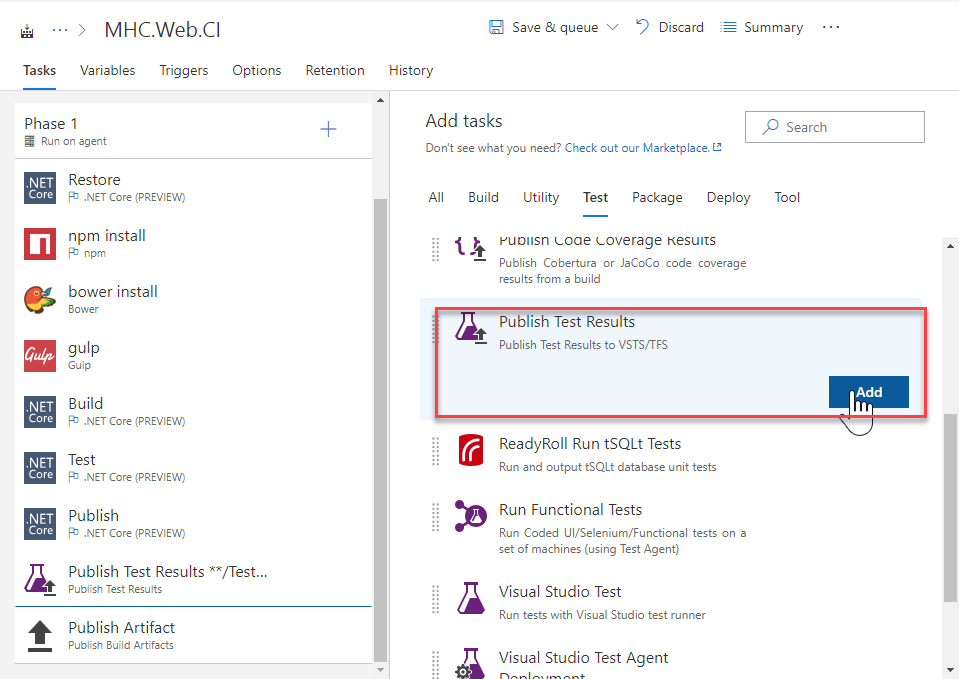 ··· > MHC.Web.CI
Save & queue
Discard
Summary
···
Tasks
Variables
Triggers
Options
Retention
History
Phase 1
Run on agent
+
.NET Core
Restore
.NET Core (PREVIEW)
npm install
npm
bower install
Bower
Gulp
gulp
Gulp
.NET Core
Build
.NET Core (PREVIEW)
.NET Core
Test
.NET Core (PREVIEW)
.NET Core
Publish
.NET Core (PREVIEW)
Publish Test Results **/Test...
Publish Test Results
Publish Artifact
Publish Build Artifacts
Add tasks
Don't see what you need? Check out our Marketplace.
Search
All
Build
Utility
Test
Package
Deploy
Tool
Publish Code Coverage Results
Publish Cobertura or JaCoCo code coverage
results from a build
Publish Test Results
Publish Test Results to VSTS/TFS
Add
ReadyRoll Run tSQLt Tests
Run and output tSQLt database unit tests
Run Functional Tests
Run Coded UI/Selenium/Functional tests on a
set of machines (using Test Agent)
Visual Studio Test
Run tests with Visual Studio test runner
Visual Studio Test Agent
Deployment